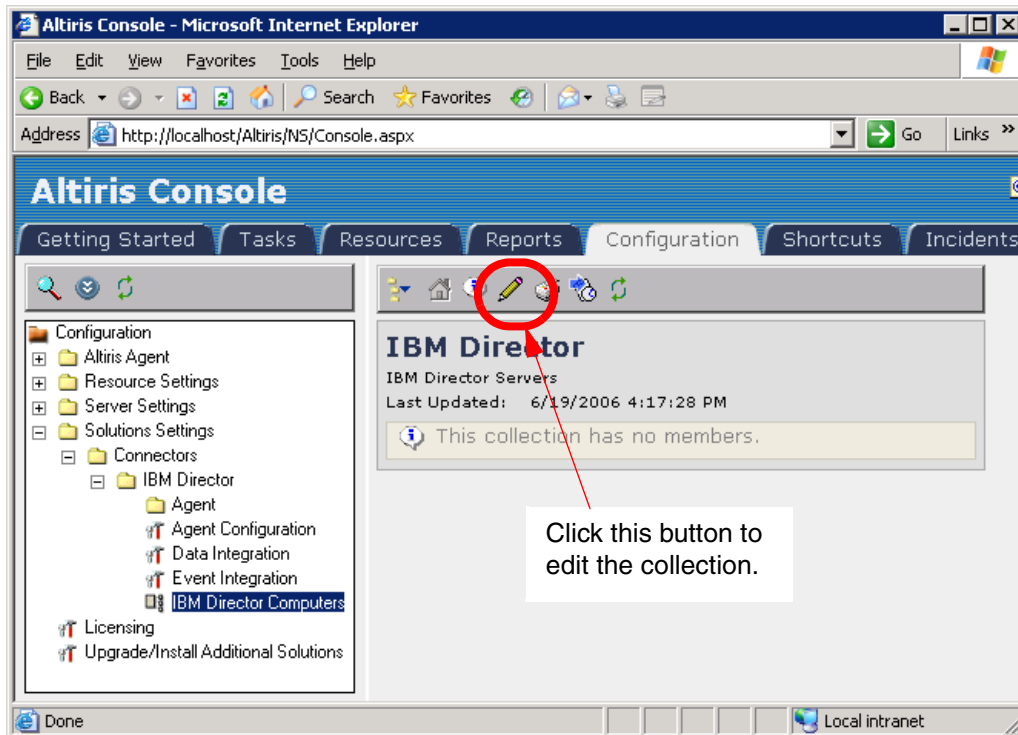 Altiris Console - Microsoft Internet Explorer
File Edit View Favorites Tools Help
Back Search Favorites
Address http://localhost/Altiris/NS/Console.aspx Go Links »
Altiris Console
Getting Started Tasks Resources Reports Configuration Shortcuts Incidents
Configuration
Altiris Agent
Resource Settings
Server Settings
Solutions Settings
Connectors
IBM Director
Agent
Agent Configuration
Data Integration
Event Integration
IBM Director Computers
Licensing
Upgrade/Install Additional Solutions
IBM Director
IBM Director Servers
Last Updated: 6/19/2006 4:17:28 PM
This collection has no members.
Click this button to
edit the collection.
Done Local intranet